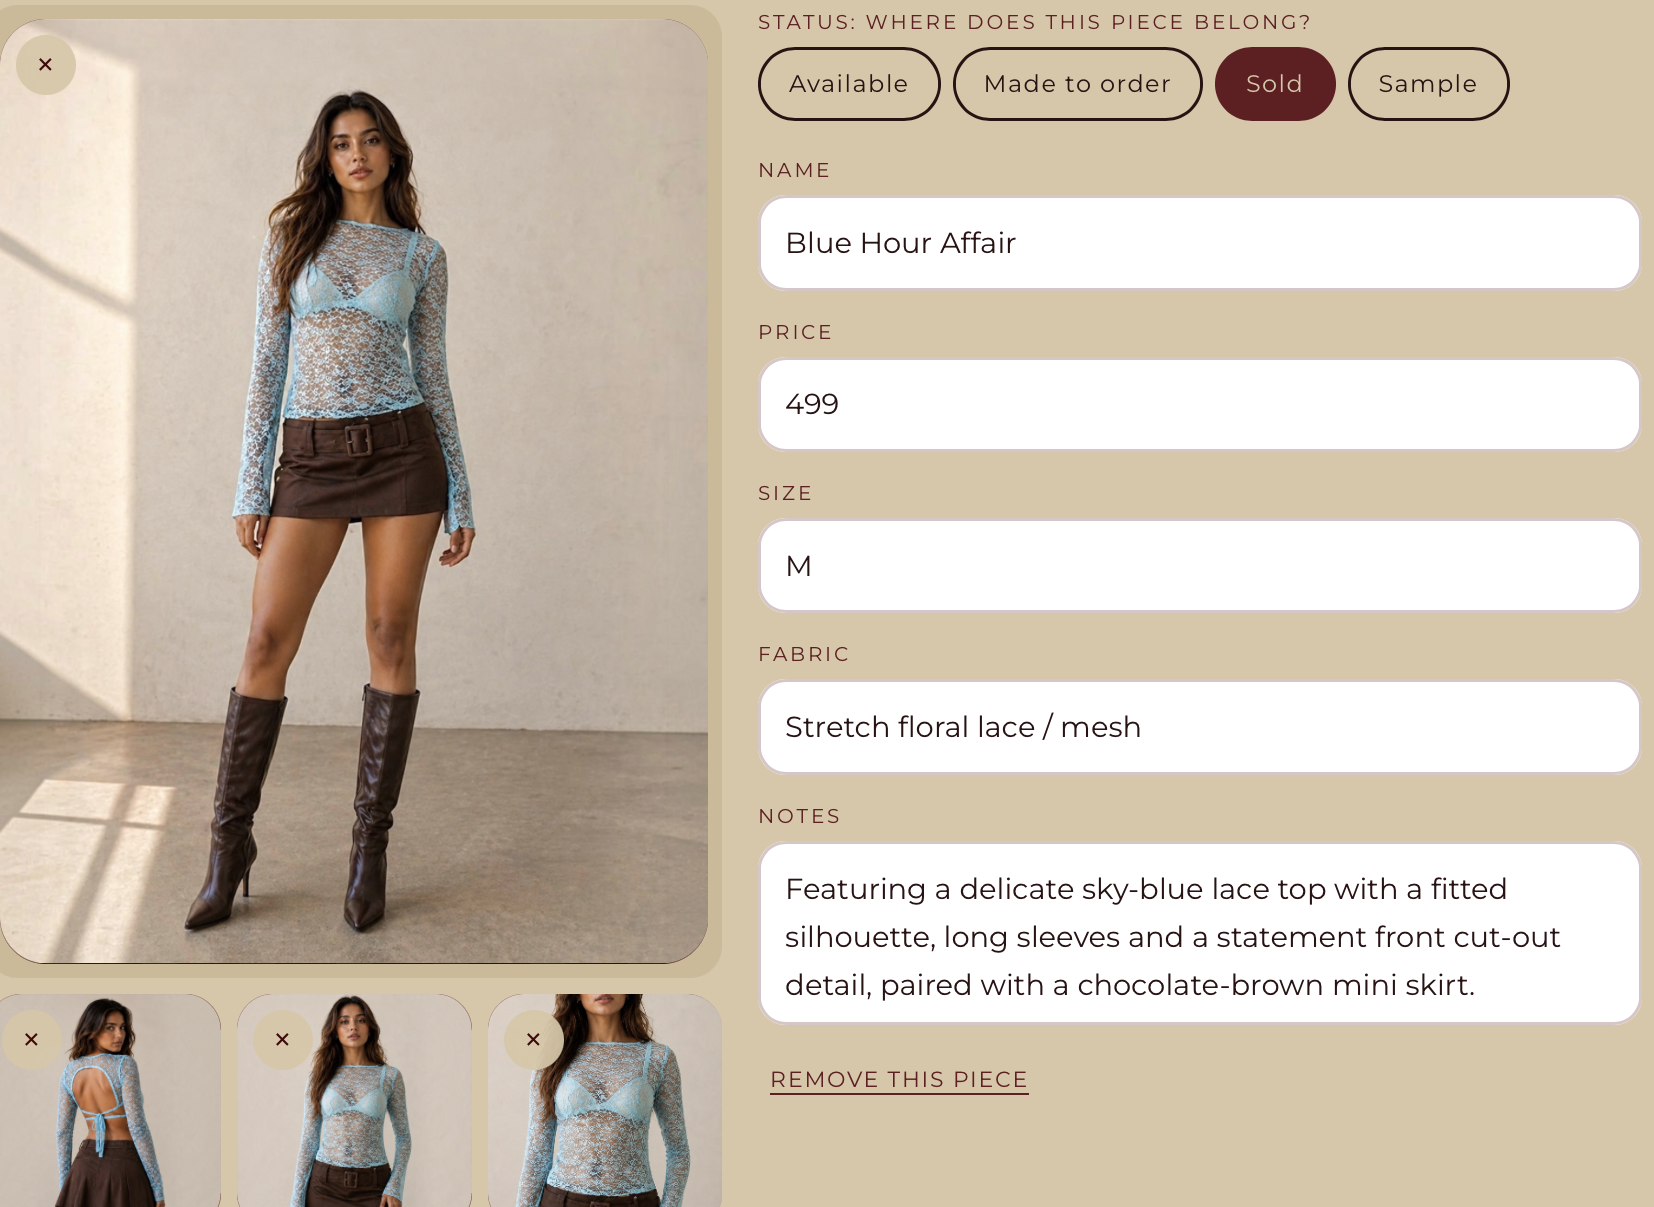 STATUS: WHERE DOES THIS PIECE BELONG?
Available
Made to order
Sold
Sample
NAME
Blue Hour Affair
PRICE
499
SIZE
M
FABRIC
Stretch floral lace / mesh
NOTES
Featuring a delicate sky-blue lace top with a fitted
silhouette, long sleeves and a statement front cut-out
detail, paired with a chocolate-brown mini skirt.
REMOVE THIS PIECE